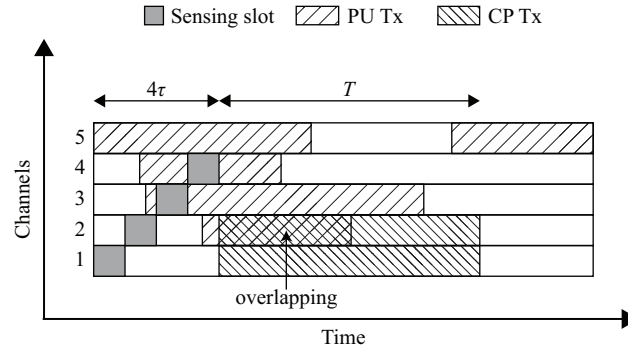 Sensing slot PU Tx CP Tx
4τ T
5
4
3
2
1
Channels
overlapping
Time